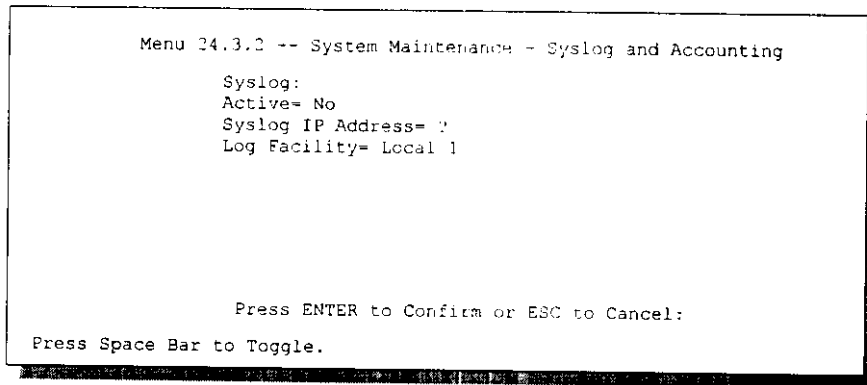 Menu 24.3.2 -- System Maintenance - Syslog and Accounting
Syslog:
Active= No
Syslog IP Address= ?
Log Facility= Local 1
Press ENTER to Confirm or ESC to Cancel:
Press Space Bar to Toggle.